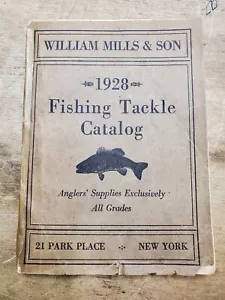 WILLIAM MILLS & SON
1928
Fishing Tackle
Catalog
Anglers' Supplies Exclusively
All Grades
21 PARK PLACE NEW YORK